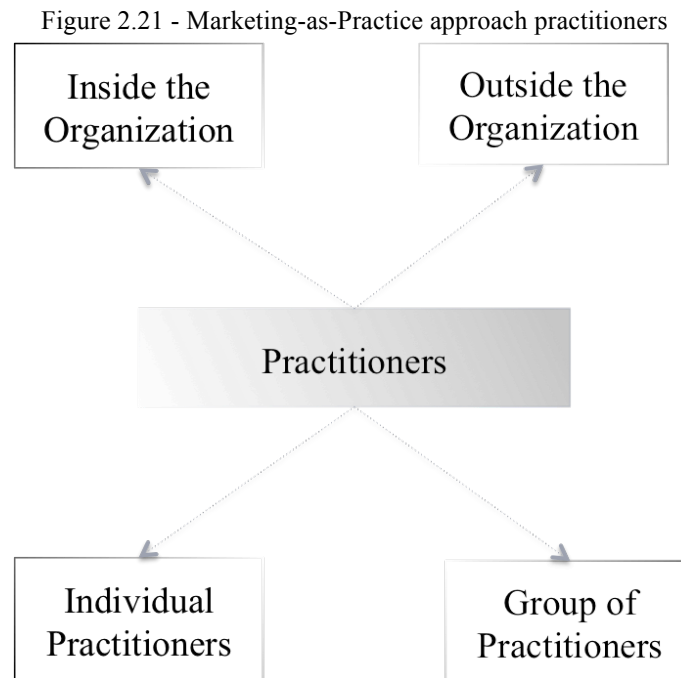 Figure 2.21 - Marketing-as-Practice approach practitioners
Inside the
Organization
Outside the
Organization
Practitioners
Individual
Practitioners
Group of
Practitioners